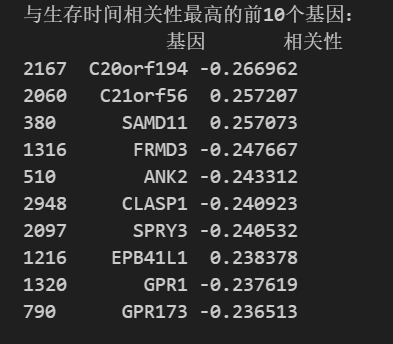 与生存时间相关性最高的前10个基因:
基因 相关性
2167 C20orf194 -0.266962
2060 C21orf56 0.257207
380 SAMD11 0.257073
1316 FRMD3 -0.247667
510 ANK2 -0.243312
2948 CLASP1 -0.240923
2097 SPRY3 -0.240532
1216 EPB41L1 0.238378
1320 GPR1 -0.237619
790 GPR173 -0.236513